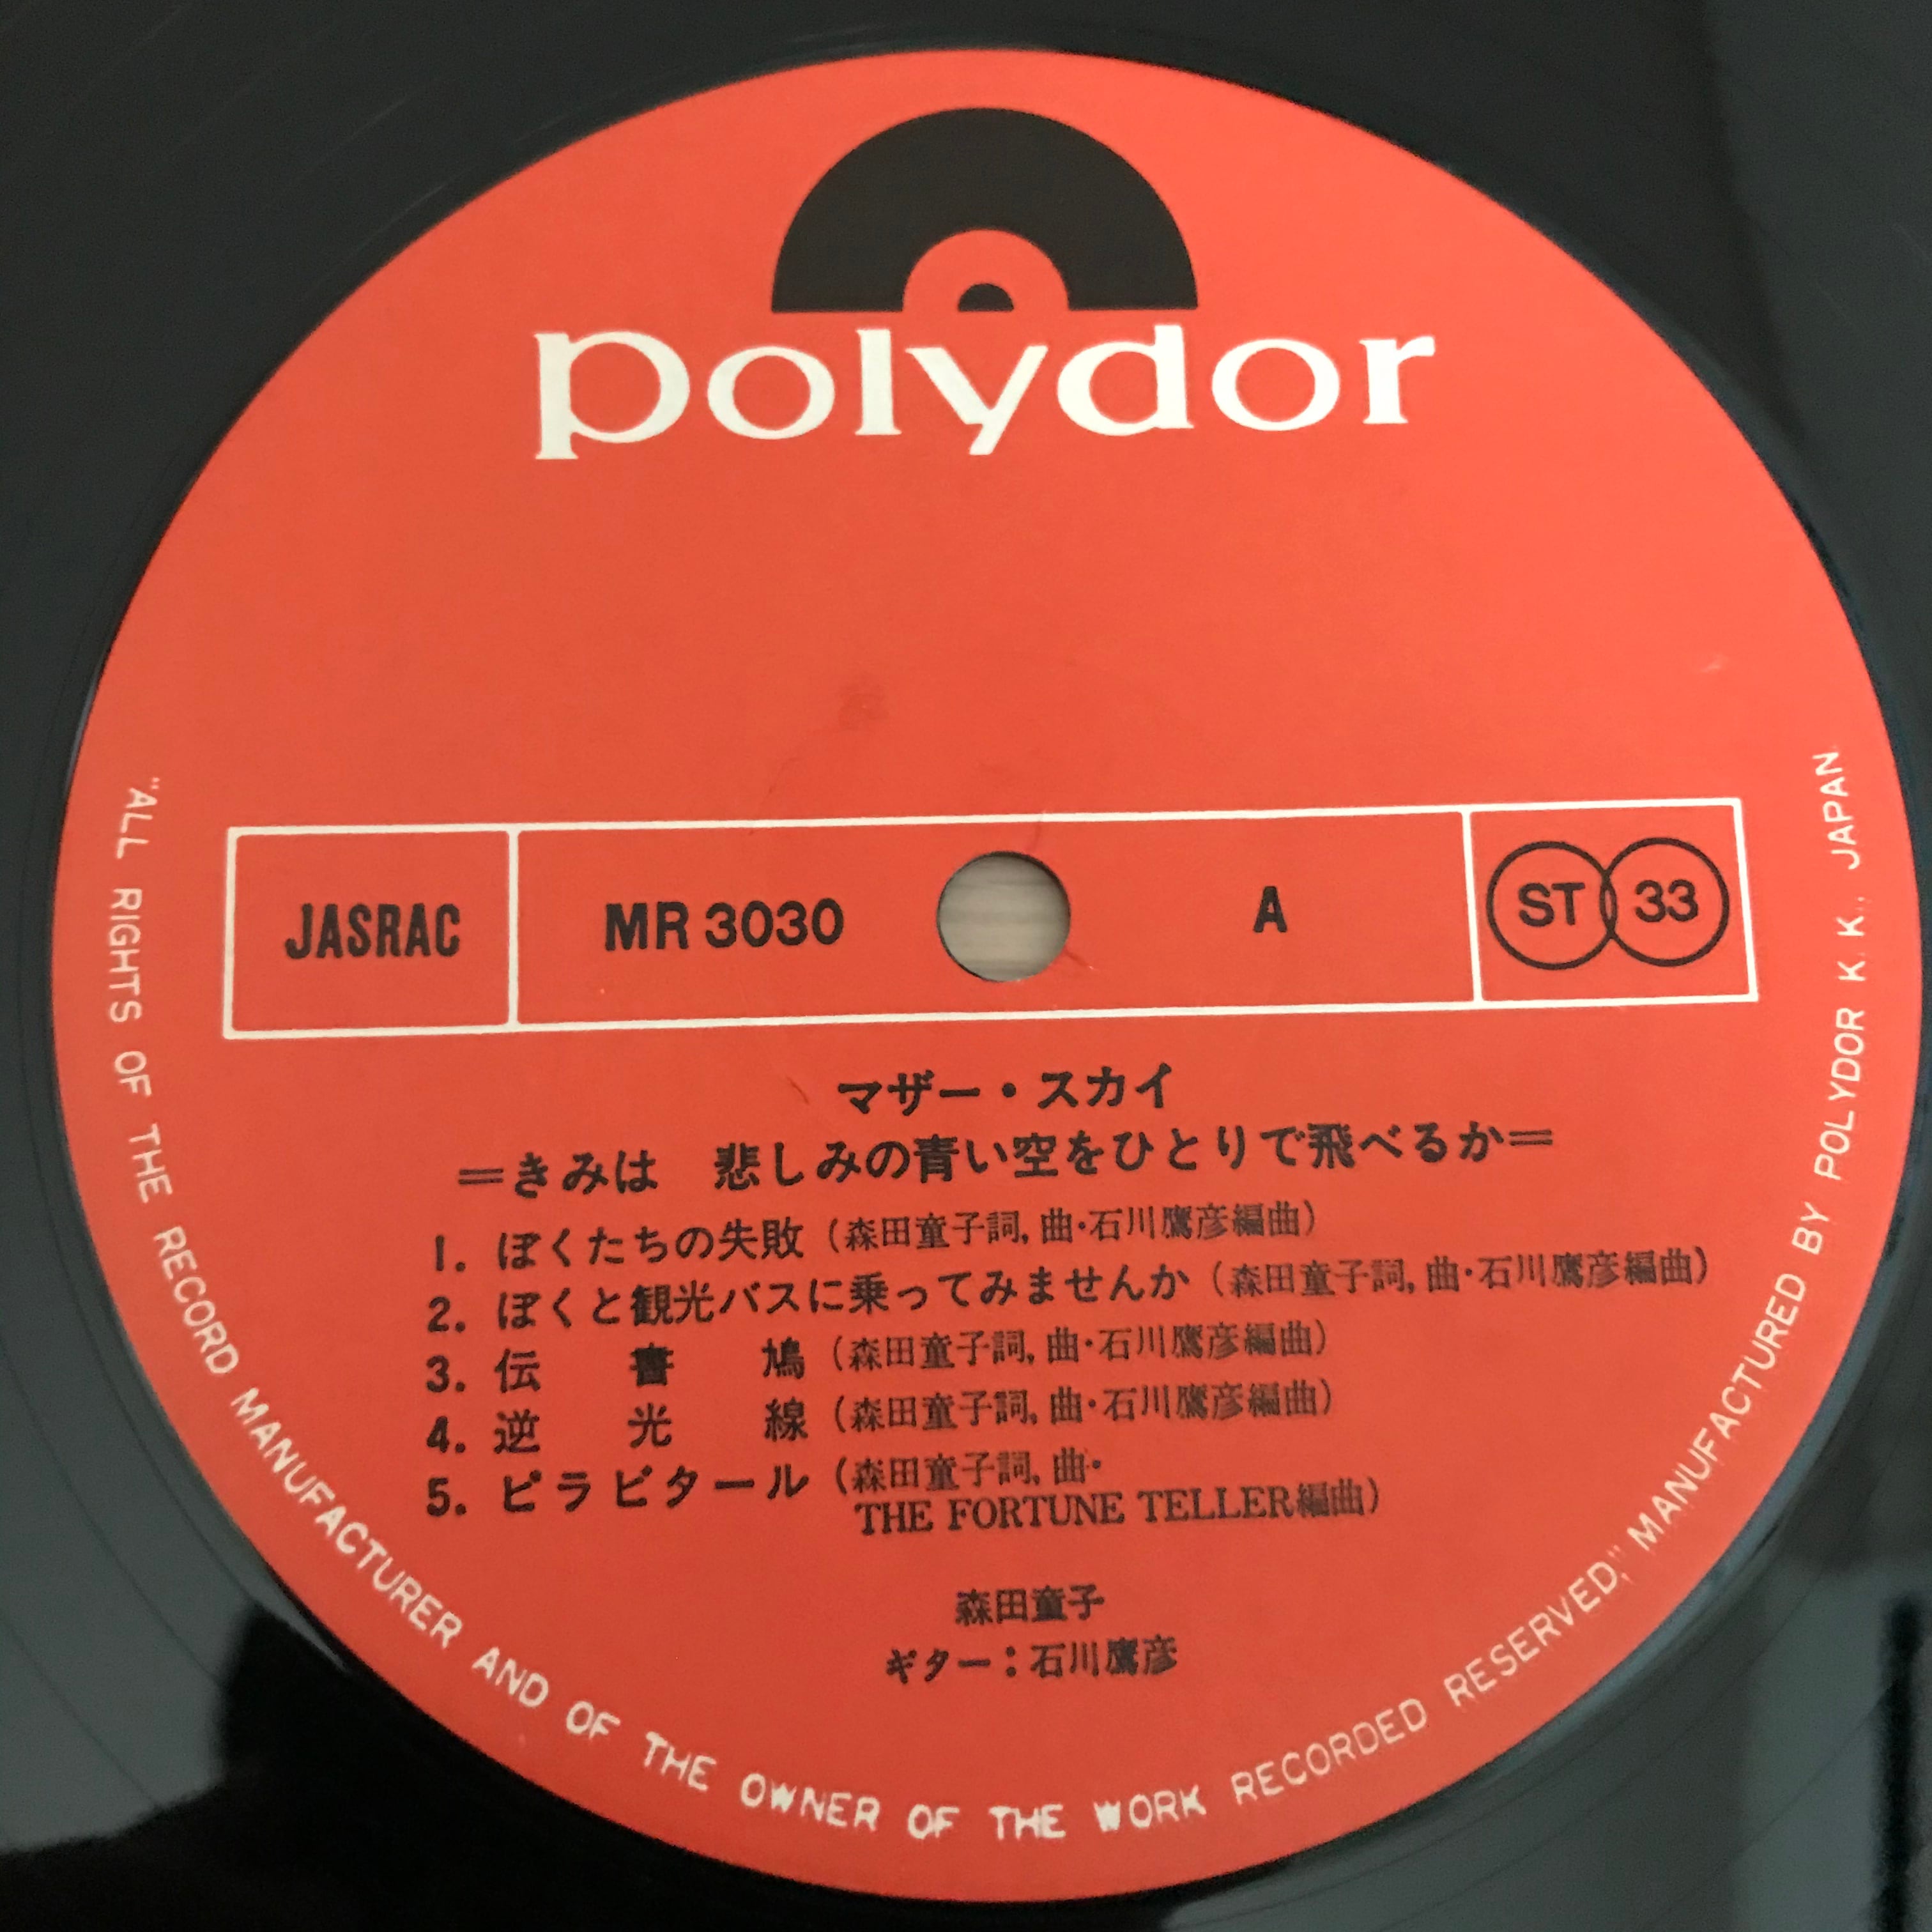 polydor
JASRAC MR 3030 A ST 33
マザー・スカイ
=きみは 悲しみの青い空をひとりで飛べるか=
1. ぼくたちの失敗 (森田童子詞, 曲・石川鷹彦編曲)
2. ぼくと観光バスに乗ってみませんか (森田童子詞, 曲・石川鷹彦編曲)
3. 伝書鳩 (森田童子詞, 曲・石川鷹彦編曲)
4. 逆光線 (森田童子詞, 曲・石川鷹彦編曲)
5. ピラビタール (森田童子詞, 曲・
THE FORTUNE TELLER編曲)
森田童子
ギター：石川鷹彦
"ALL RIGHTS OF THE RECORD MANUFACTURER AND OF THE OWNER OF THE WORK RECORDED RESERVED," MANUFACTURED BY POLYDOR K. K., JAPAN